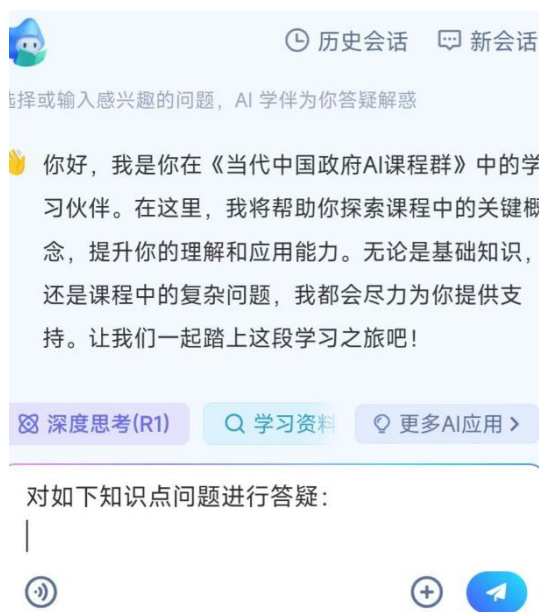 历史会话 新会话
选择或输入感兴趣的问题，AI 学伴为你答疑解惑
你好，我是你在《当代中国政府AI课程群》中的学
习伙伴。在这里，我将帮助你探索课程中的关键概
念，提升你的理解和应用能力。无论是基础知识，
还是课程中的复杂问题，我都会尽力为你提供支
持。让我们一起踏上这段学习之旅吧！
深度思考(R1) 学习资料 更多AI应用
对如下知识点问题进行答疑：